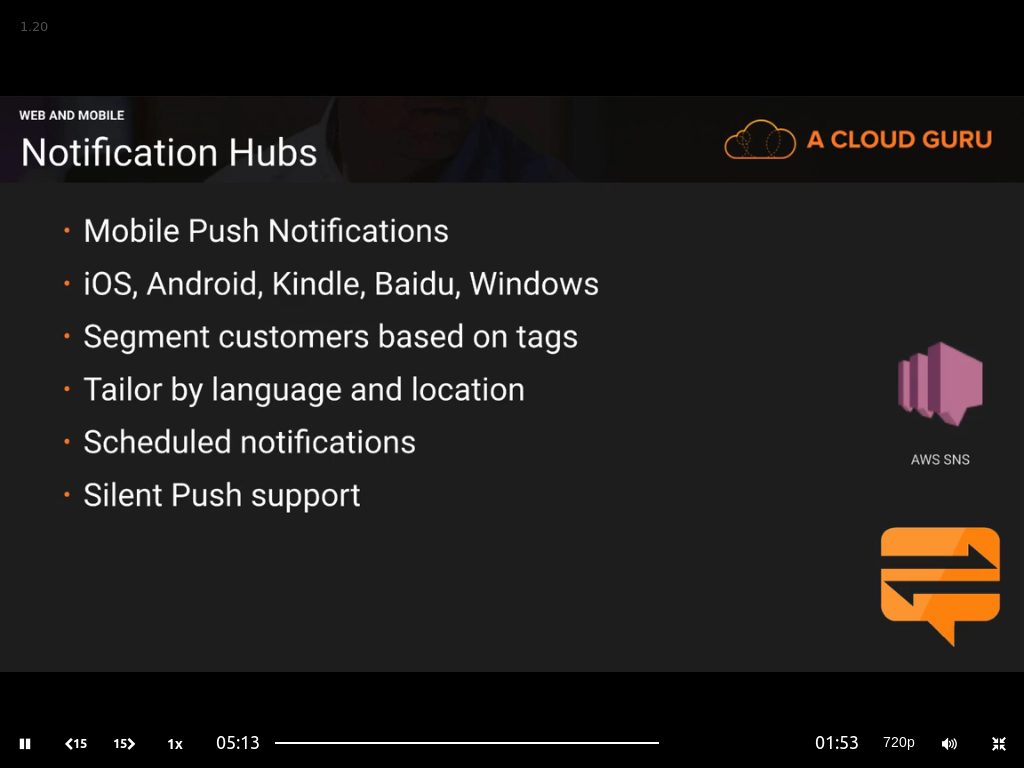 1.20
WEB AND MOBILE
Notification Hubs
A CLOUD GURU
• Mobile Push Notifications
• iOS, Android, Kindle, Baidu, Windows
• Segment customers based on tags
• Tailor by language and location
• Scheduled notifications
• Silent Push support
AWS SNS
15 15 1x 05:13 01:53 720p